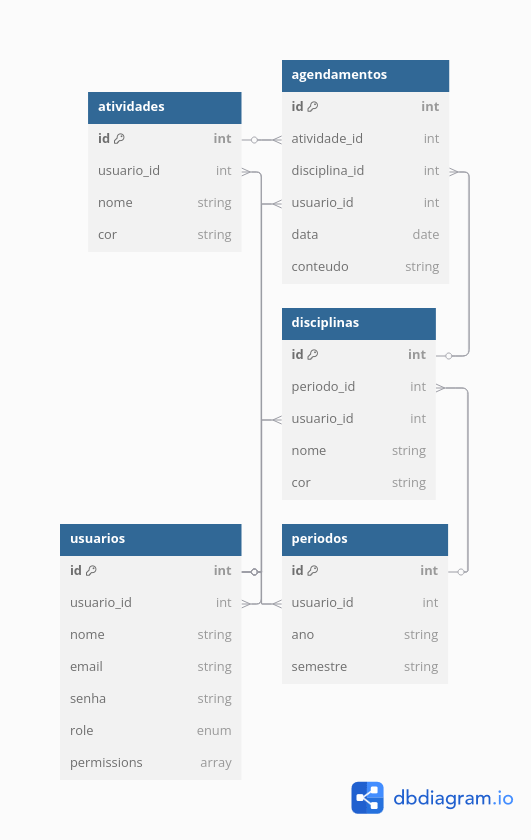 agendamentos
id int
atividade_id int
disciplina_id int
usuario_id int
data date
conteudo string
atividades
id int
usuario_id int
nome string
cor string
disciplinas
id int
periodo_id int
usuario_id int
nome string
cor string
usuarios
id int
usuario_id int
nome string
email string
senha string
role enum
permissions array
periodos
id int
usuario_id int
ano string
semestre string
dbdiagram.io